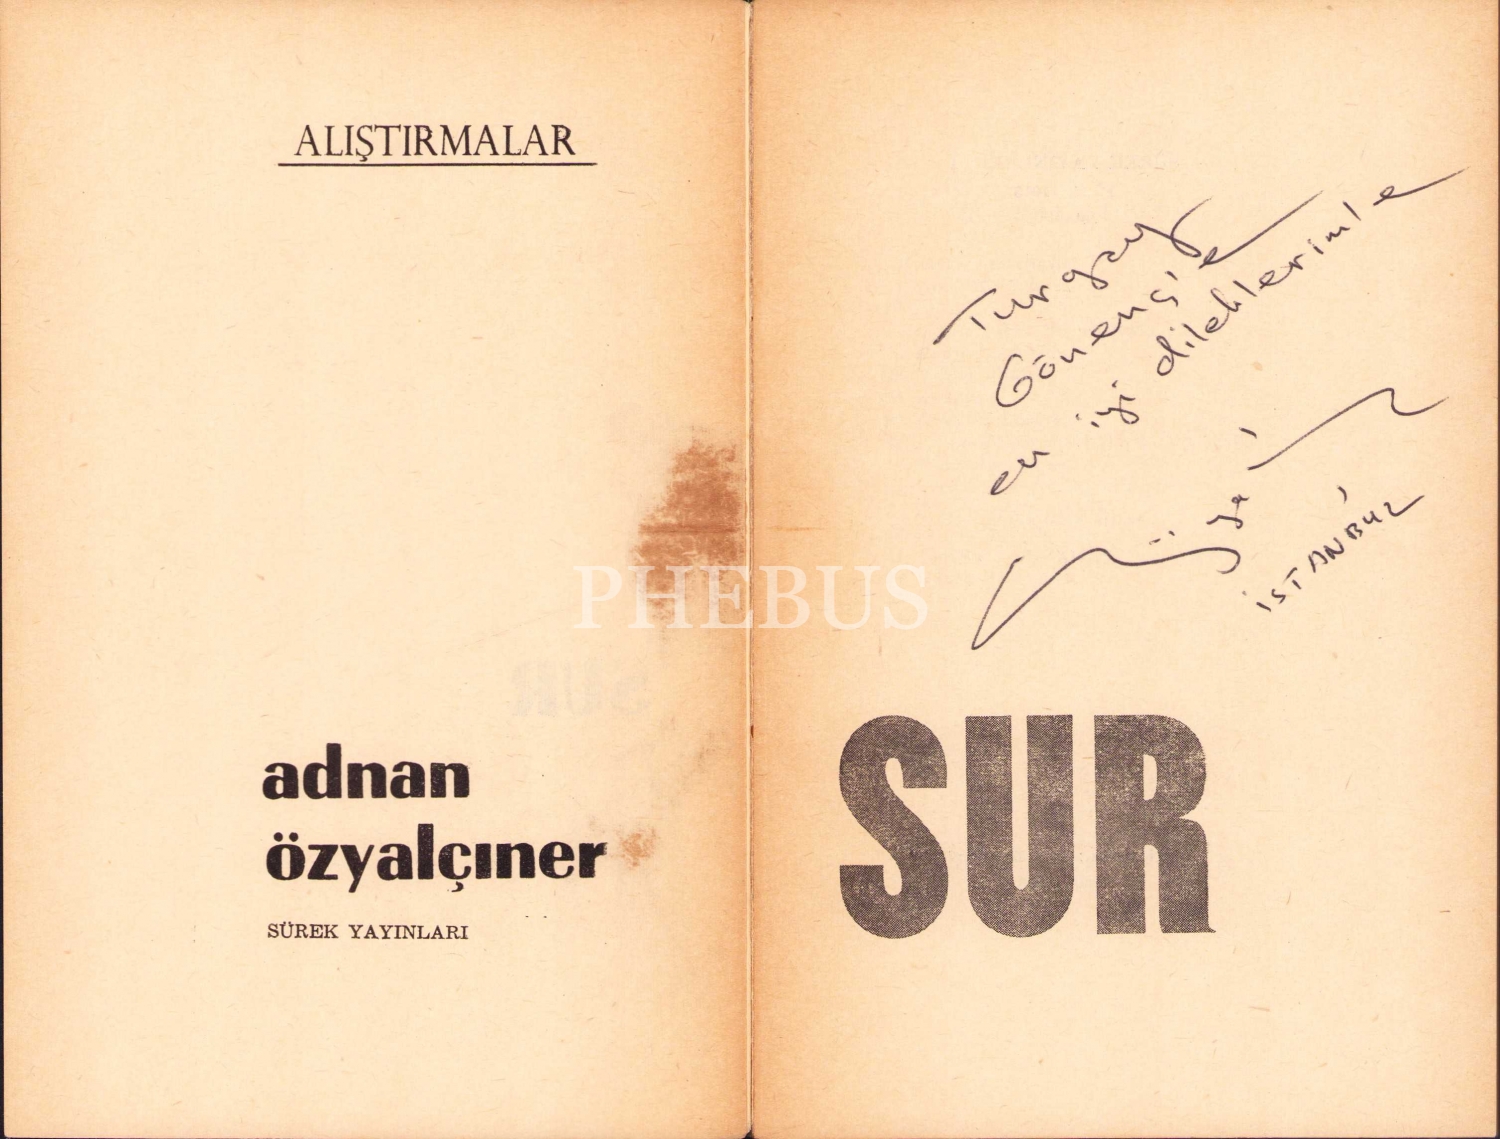 ALIŞTIRMALAR
adnan
özyalçıner
SÜREK YAYINLARI
Turgay
Gönenç'e
en iyi dileklerimle
İSTANBUL
SUR
PHEBUS